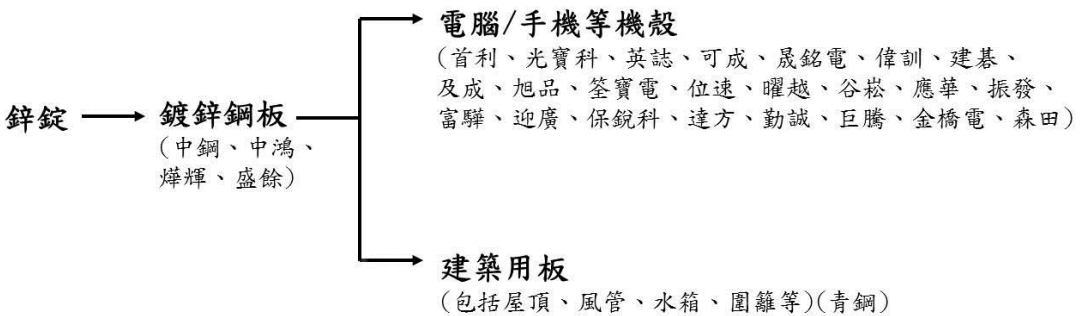 電腦/手機等機殼
(首利、光寶科、英誌、可成、晟銘電、偉訓、建碁、
及成、旭品、筌寶電、位速、曜越、谷崧、應華、振發、
富驊、迎廣、保銳科、達方、勤誠、巨騰、金橋電、森田)
鋅錠
鍍鋅鋼板
(中鋼、中鴻、
燁輝、盛餘)
建築用板
(包括屋頂、風管、水箱、圍籬等)(青鋼)